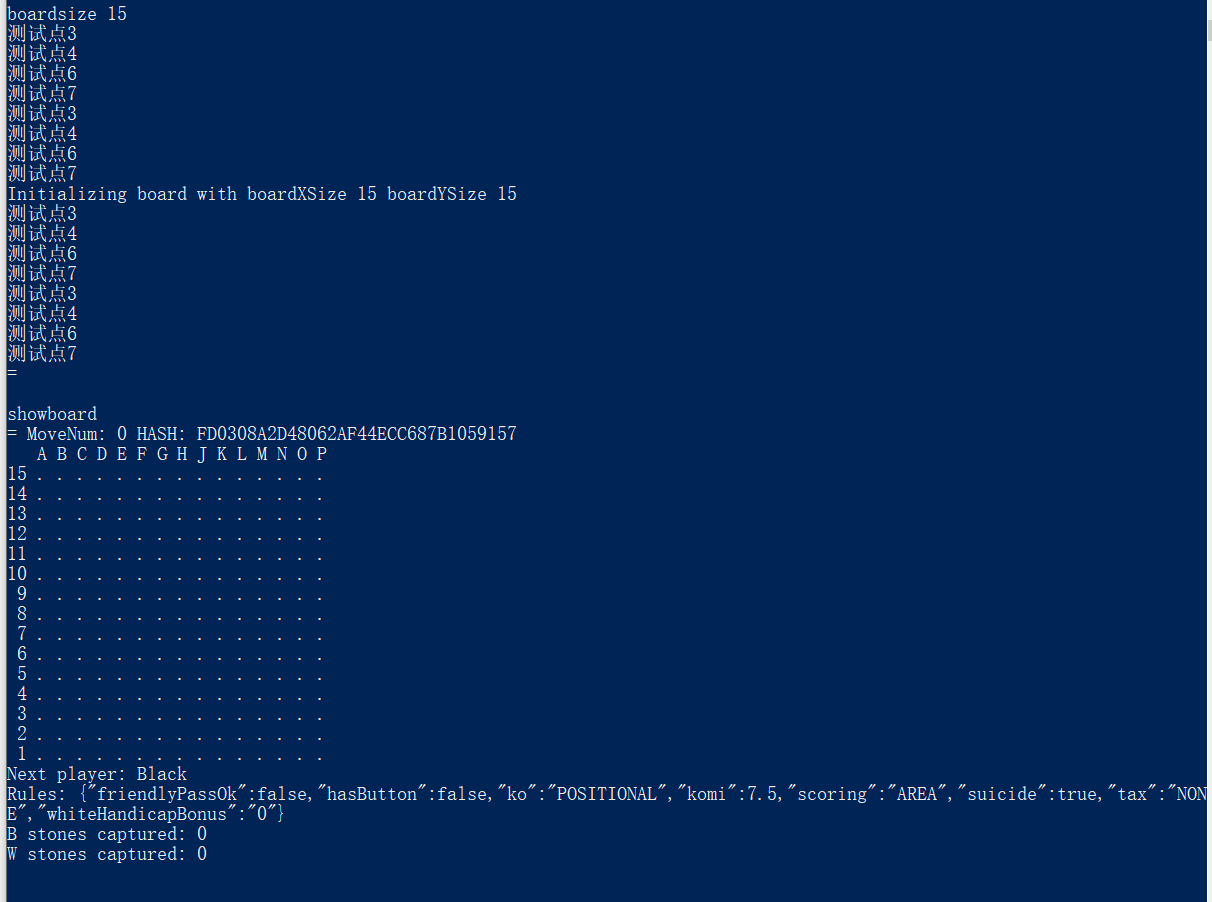 boardsize 15
测试点3
测试点4
测试点6
测试点7
测试点3
测试点4
测试点6
测试点7
Initializing board with boardXSize 15 boardYSize 15
测试点3
测试点4
测试点6
测试点7
测试点3
测试点4
测试点6
测试点7
=

showboard
= MoveNum: 0 HASH: FD0308A2D48062AF44ECC687B1059157
   A B C D E F G H J K L M N O P
15 . . . . . . . . . . . . . . .
14 . . . . . . . . . . . . . . .
13 . . . . . . . . . . . . . . .
12 . . . . . . . . . . . . . . .
11 . . . . . . . . . . . . . . .
10 . . . . . . . . . . . . . . .
 9 . . . . . . . . . . . . . . .
 8 . . . . . . . . . . . . . . .
 7 . . . . . . . . . . . . . . .
 6 . . . . . . . . . . . . . . .
 5 . . . . . . . . . . . . . . .
 4 . . . . . . . . . . . . . . .
 3 . . . . . . . . . . . . . . .
 2 . . . . . . . . . . . . . . .
 1 . . . . . . . . . . . . . . .
Next player: Black
Rules: {"friendlyPassOk":false,"hasButton":false,"ko":"POSITIONAL","komi":7.5,"scoring":"AREA","suicide":true,"tax":"NON
E","whiteHandicapBonus":"0"}
B stones captured: 0
W stones captured: 0